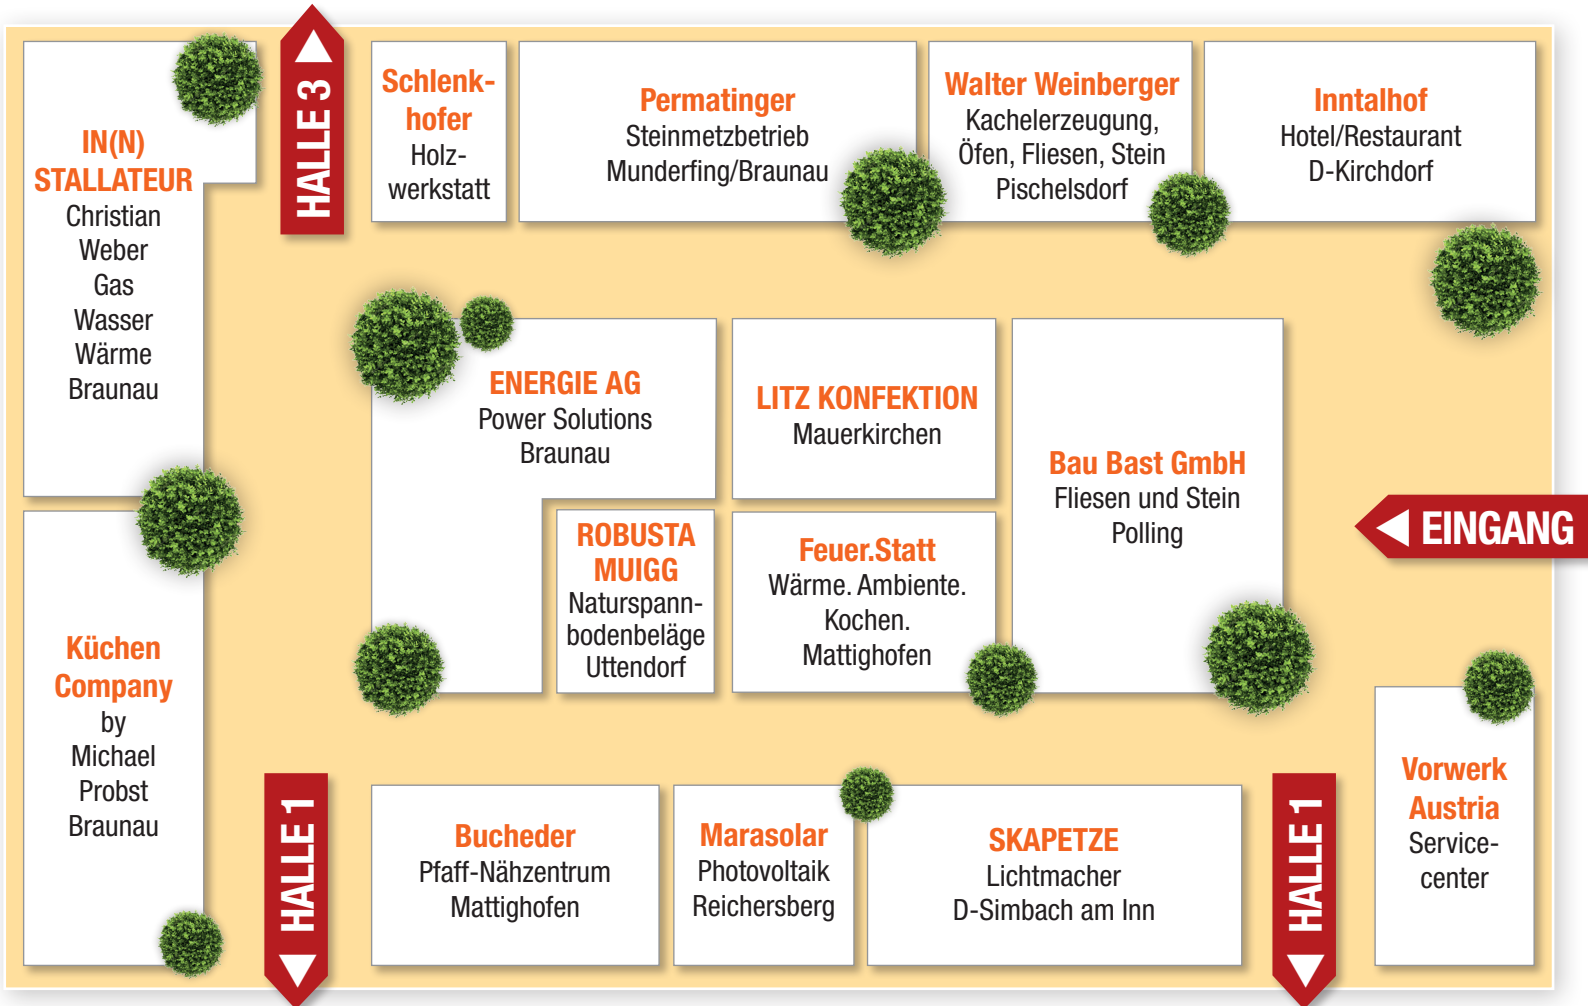 IN(N)
STALLATEUR
Christian
Weber
Gas
Wasser
Wärme
Braunau
HALLE 3
Schlenk-
hofer
Holz-
werkstatt
Permatinger
Steinmetzbetrieb
Munderfing/Braunau
Walter Weinberger
Kachelerzeugung,
Öfen, Fliesen, Stein
Pischelsdorf
Inntalhof
Hotel/Restaurant
D-Kirchdorf
ENERGIE AG
Power Solutions
Braunau
LITZ KONFEKTION
Mauerkirchen
Bau Bast GmbH
Fliesen und Stein
Polling
EINGANG
ROBUSTA
MUIGG
Naturspann-
bodenbeläge
Uttendorf
Feuer.Statt
Wärme. Ambiente.
Kochen.
Mattighofen
Küchen
Company
by
Michael
Probst
Braunau
HALLE 1
Bucheder
Pfaff-Nähzentrum
Mattighofen
Marasolar
Photovoltaik
Reichersberg
SKAPETZE
Lichtmacher
D-Simbach am Inn
HALLE 1
Vorwerk
Austria
Service-
center